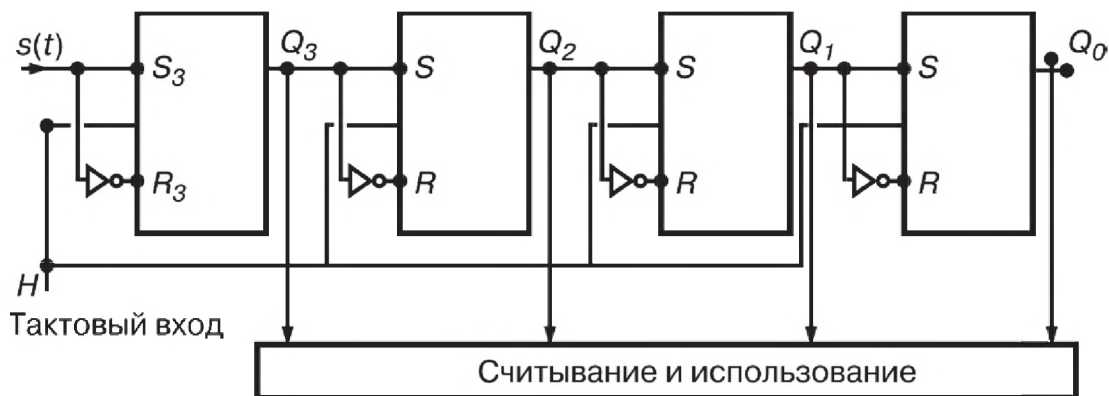 s(t)
Q3
Q2
Q1
Q0
S3
S
S
S
R3
R
R
R
H
Тактовый вход
Считывание и использование